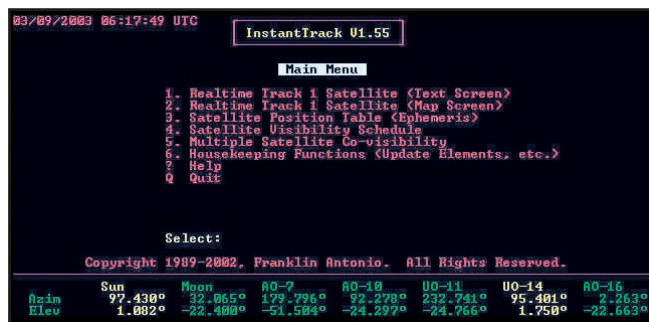 03/09/2003 06:17:49 UTC
InstantTrack V1.55
Main Menu
1. Realtime Track 1 Satellite (Text Screen)
2. Realtime Track 1 Satellite (Map Screen)
3. Satellite Position Table (Ephemeris)
4. Satellite Visibility Schedule
5. Multiple Satellite Co-visibility
6. Housekeeping Functions (Update Elements, etc.)
? Help
Q Quit
Select:
Copyright 1989-2002, Franklin Antonio. All Rights Reserved.
Sun Moon AO-7 AO-10 UO-11 UO-14 AO-16
Azim 97.430° 32.065° 179.796° 92.278° 232.741° 95.401° 2.263°
Elev 1.082° -22.400° -51.504° -24.297° -24.766° 1.750° -22.663°